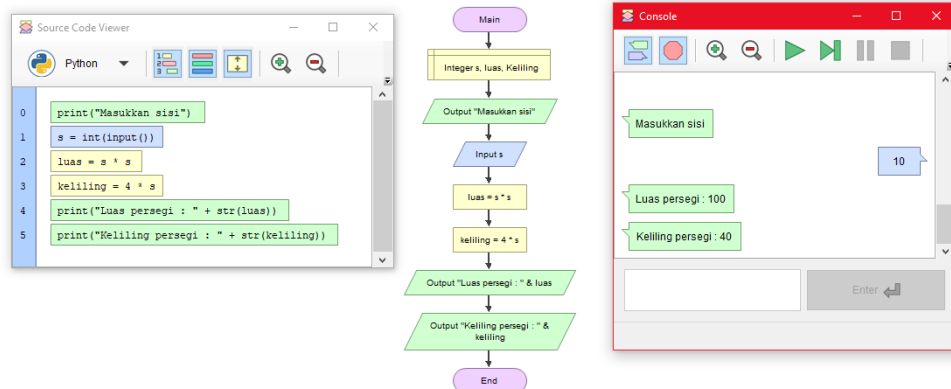 Source Code Viewer
Python
0 print("Masukkan sisi")
1 s = int(input())
2 luas = s * s
3 keliling = 4 * s
4 print("Luas persegi : " + str(luas))
5 print("Keliling persegi : " + str(keliling))
Main
Integer s, luas, Keliling
Output "Masukkan sisi"
Input s
luas = s * s
keliling = 4 * s
Output "Luas persegi : " & luas
Output "Keliling persegi : " &
keliling
End
Console
Masukkan sisi
10
Luas persegi : 100
Keliling persegi : 40
Enter